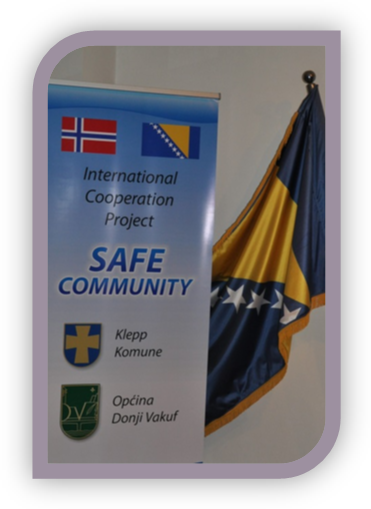 International
Cooperation
Project
SAFE
COMMUNITY
Klepp
Komune
Općina
Donji Vakuf